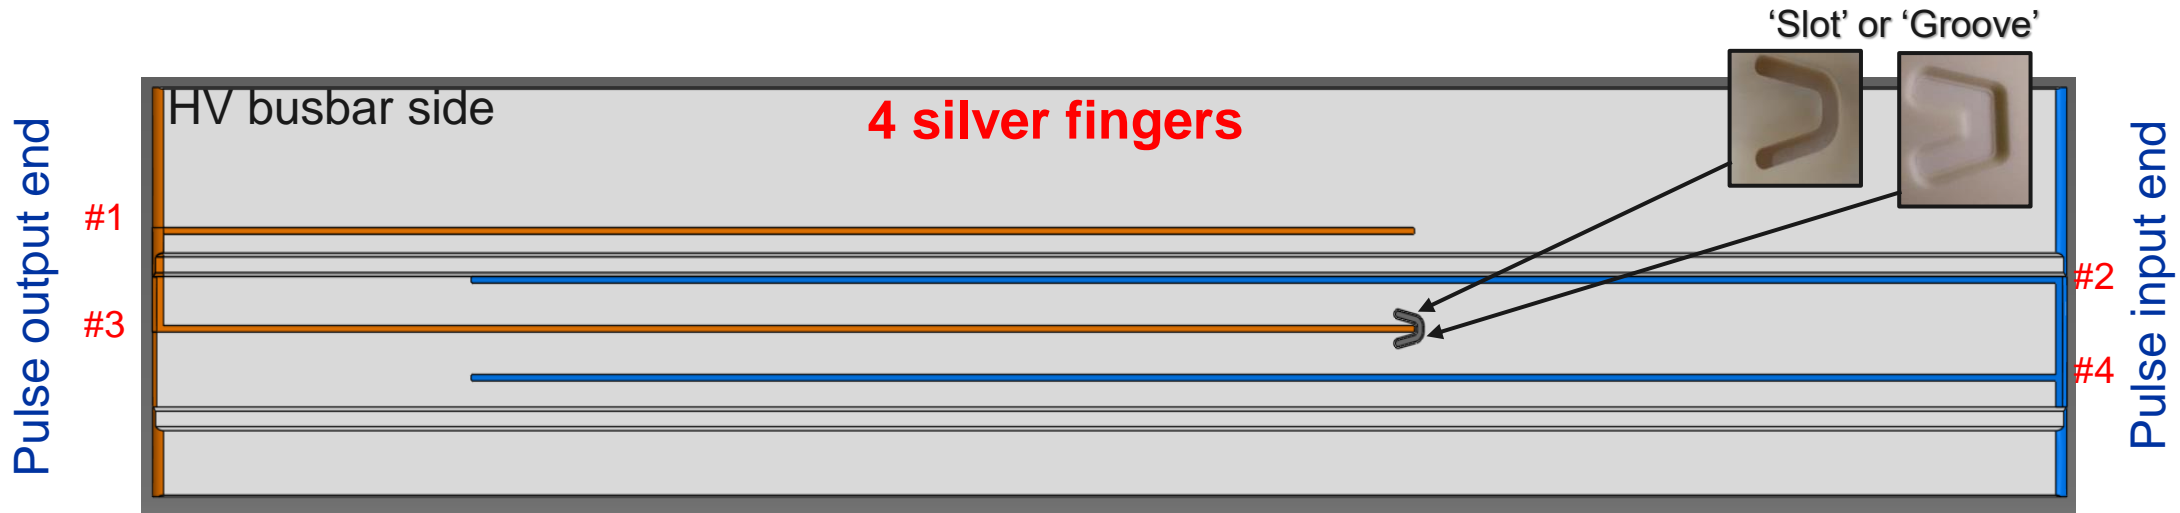 ‘Slot’ or ‘Groove’
HV busbar side
4 silver fingers
Pulse output end
Pulse input end
#1
#2
#3
#4